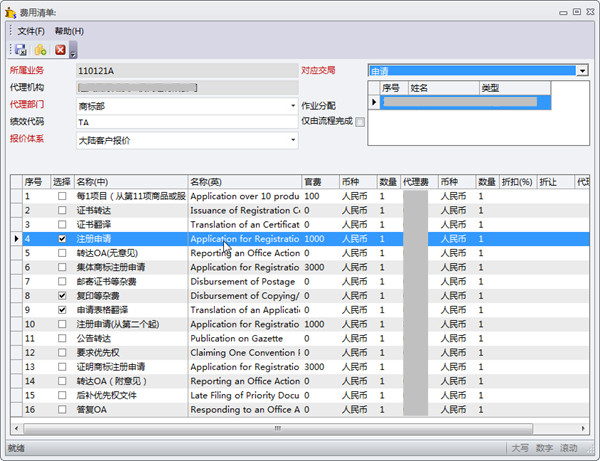 费用清单:
文件(F) 帮助(H)
所属业务 110121A 对应交局 申请
代理机构
序号 姓名 类型
代理部门 商标部 作业分配
绩效代码 TA 仅由流程完成
报价体系 大陆客户报价
序号 选择 名称(中) 名称(英) 官费 币种 数量 代理费 币种 数量 折扣(%) 折让 代理
1 每1项目（从第11项商品或服 Application over 10 produ 100 人民币 1 人民币 1
2 证书转达 Issuance of Registration Ce 0 人民币 1 人民币 1
3 证书翻译 Translation of an Certificat 0 人民币 1 人民币 1
4 注册申请 Application for Registratio 1000 人民币 1 人民币 1
5 转达OA(无意见) Reporting an Office Action 0 人民币 1 人民币 1
6 集体商标注册申请 Application for Registratio 3000 人民币 1 人民币 1
7 邮寄证书等杂费 Disbursement of Postage 0 人民币 1 人民币 1
8 复印等杂费 Disbursement of Copying/ 0 人民币 1 人民币 1
9 申请表格翻译 Translation of an Applicati 0 人民币 1 人民币 1
10 注册申请(从第二个起) Application for Registratio 1000 人民币 1 人民币 1
11 公告转达 Publication on Gazette 0 人民币 1 人民币 1
12 要求优先权 Claiming One Convention P 0 人民币 1 人民币 1
13 证明商标注册申请 Application for Registratio 3000 人民币 1 人民币 1
14 转达OA（附意见） Reporting an Office Action 0 人民币 1 人民币 1
15 后补优先权文件 Late Filing of Priority Docu 0 人民币 1 人民币 1
16 答复OA Responding to an Office A 0 人民币 1 人民币 1
就绪 大写 数字 滚动